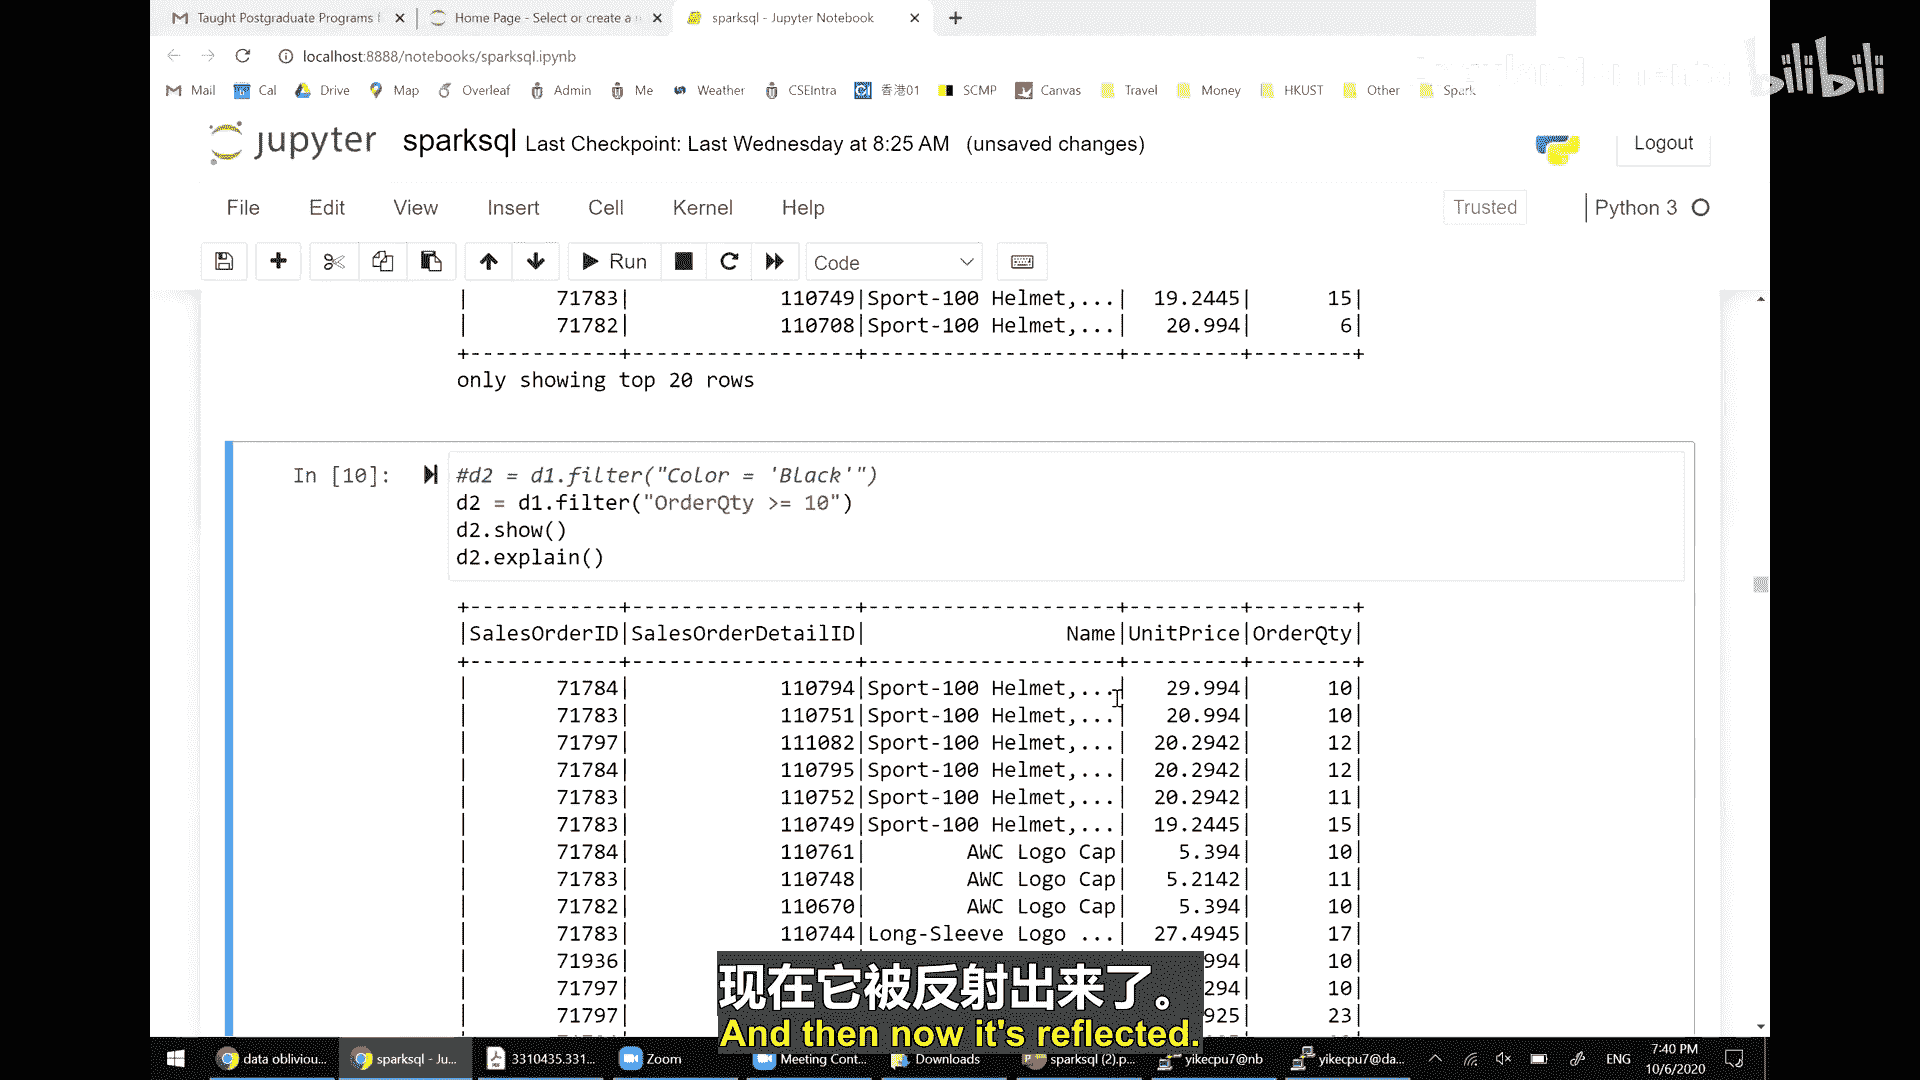 Taught Postgraduate Programs f
Home Page - Select or create a
sparksql - Jupyter Notebook
localhost:8888/notebooks/sparksql.ipynb
bilibili
Mail Cal Drive Map Overleaf Admin Me Weather CSEIntra 香港01 SCMP Canvas Travel Money HKUST Other Spark
jupyter sparksql Last Checkpoint: Last Wednesday at 8:25 AM (unsaved changes)
Logout
File Edit View Insert Cell Kernel Help
Trusted
Python 3
Run
Code
| 71783| 110749|Sport-100 Helmet,...| 19.2445| 15|
| 71782| 110708|Sport-100 Helmet,...| 20.994| 6|
+------------+------------------+--------------------+---------+--------+
only showing top 20 rows
In [10]:
#d2 = d1.filter("Color = 'Black'")
d2 = d1.filter("OrderQty >= 10")
d2.show()
d2.explain()
+------------+------------------+--------------------+---------+--------+
|SalesOrderID|SalesOrderDetailID| Name|UnitPrice|OrderQty|
+------------+------------------+--------------------+---------+--------+
| 71784| 110794|Sport-100 Helmet,...| 29.994| 10|
| 71783| 110751|Sport-100 Helmet,...| 20.994| 10|
| 71797| 111082|Sport-100 Helmet,...| 20.2942| 12|
| 71784| 110795|Sport-100 Helmet,...| 20.2942| 12|
| 71783| 110752|Sport-100 Helmet,...| 20.2942| 11|
| 71783| 110749|Sport-100 Helmet,...| 19.2445| 15|
| 71784| 110761| AWC Logo Cap| 5.394| 10|
| 71783| 110748| AWC Logo Cap| 5.2142| 11|
| 71782| 110670| AWC Logo Cap| 5.394| 10|
| 71783| 110744|Long-Sleeve Logo ...| 27.4945| 17|
| 71936| 994| 10|
| 71797| 294| 10|
| 71797| 925| 23|
现在它被反射出来了。
And then now it's reflected.
data obliviou...
sparksql - Ju...
3310435.331...
Zoom
Meeting Cont...
Downloads
sparksql (2).p...
yikecpu7@nb
yikecpu7@da...
ENG
7:40 PM
10/6/2020